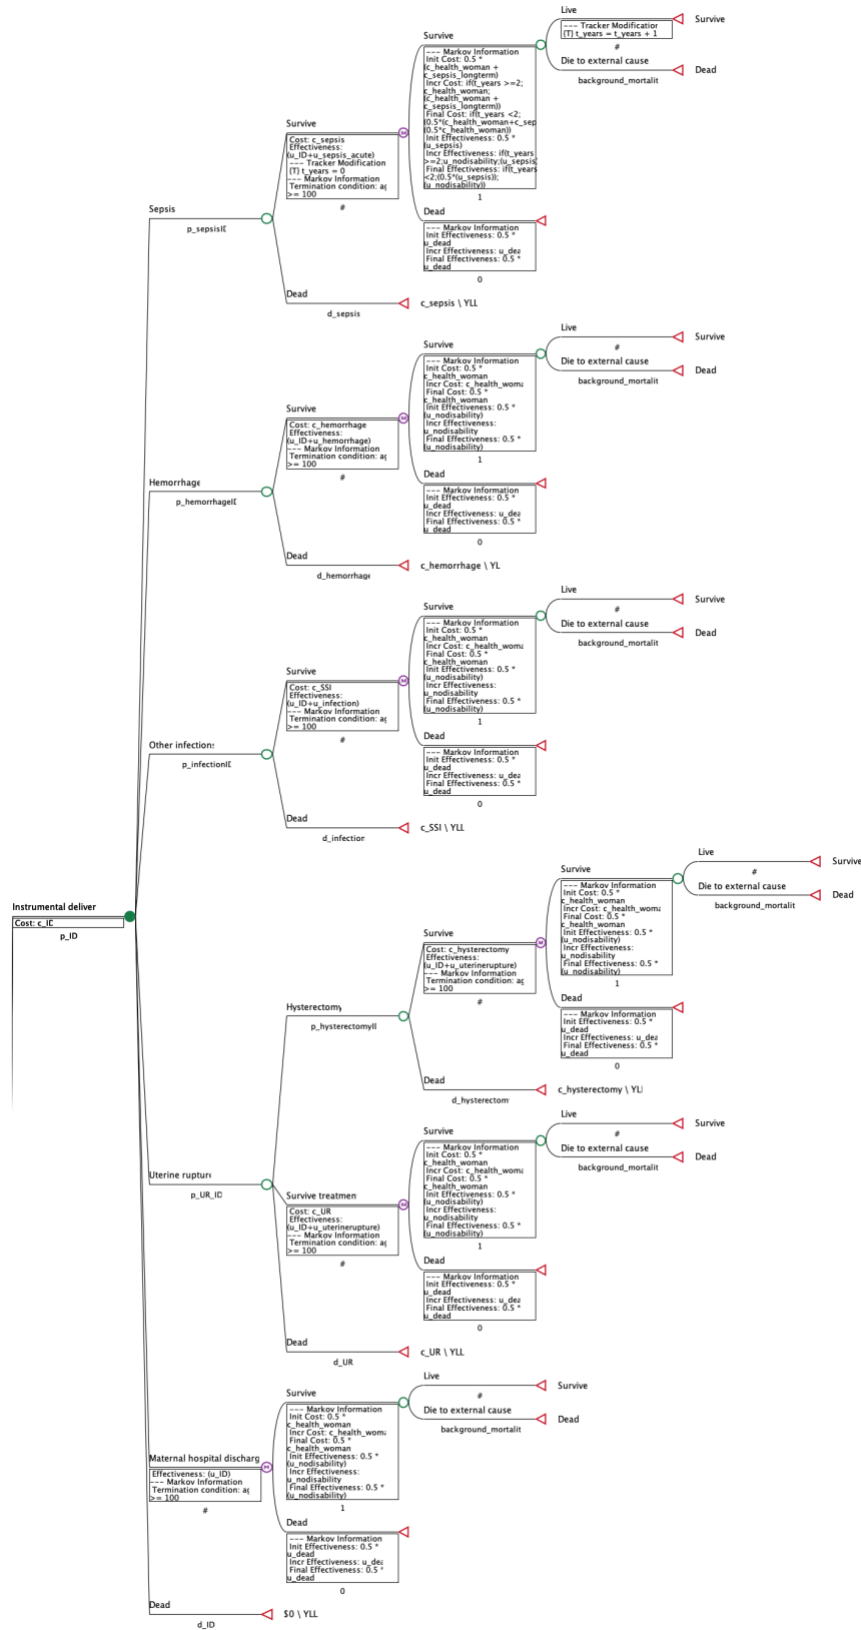 Live
--- Tracker Modification
(T) t_years = t_years + 1
#
Survive
Die to external cause
background_mortalit
Dead
Survive
--- Markov Information
Init Cost: 0.5 *
(c_health_woman +
c_sepsis_longterm)
Incr Cost: if(t_years >=2;
c_health_woman;
(c_health_woman +
c_sepsis_longterm))
Final Cost: if(t_years <2;
(0.5*(c_health_woman+c_sep
(0.5*c_health_woman))
Init Effectiveness: 0.5 *
(u_sepsis)
Incr Effectiveness: if(t_years
>=2;u_nodisability;(u_sepsis)
Final Effectiveness: if(t_years
<2;(0.5*(u_sepsis));
(u_nodisability))
1
Survive
Cost: c_sepsis
Effectiveness:
(u_ID+u_sepsis_acute)
--- Tracker Modification
(T) t_years = 0
--- Markov Information
Termination condition: ag
>= 100
#
Dead
--- Markov Information
Init Effectiveness: 0.5 *
u_dead
Incr Effectiveness: u_dea
Final Effectiveness: 0.5 *
u_dead
0
Sepsis
p_sepsisIE
Dead
d_sepsis
c_sepsis \ YLL
Live
#
Survive
Die to external cause
background_mortalit
Dead
Survive
--- Markov Information
Init Cost: 0.5 *
c_health_woman
Incr Cost: c_health_woma
Final Cost: 0.5 *
c_health_woman
Init Effectiveness: 0.5 *
(u_nodisability)
Incr Effectiveness:
u_nodisability
Final Effectiveness: 0.5 *
(u_nodisability)
1
Survive
Cost: c_hemorrhage
Effectiveness:
(u_ID+u_hemorrhage)
--- Markov Information
Termination condition: ag
>= 100
#
Dead
--- Markov Information
Init Effectiveness: 0.5 *
u_dead
Incr Effectiveness: u_dea
Final Effectiveness: 0.5 *
u_dead
0
Hemorrhage
p_hemorrhageIE
Dead
d_hemorrhage
c_hemorrhage \ YL
Live
#
Survive
Die to external cause
background_mortalit
Dead
Survive
--- Markov Information
Init Cost: 0.5 *
c_health_woman
Incr Cost: c_health_woma
Final Cost: 0.5 *
c_health_woman
Init Effectiveness: 0.5 *
(u_nodisability)
Incr Effectiveness:
u_nodisability
Final Effectiveness: 0.5 *
(u_nodisability)
1
Survive
Cost: c_SSI
Effectiveness:
(u_ID+u_infection)
--- Markov Information
Termination condition: ag
>= 100
#
Dead
--- Markov Information
Init Effectiveness: 0.5 *
u_dead
Incr Effectiveness: u_dea
Final Effectiveness: 0.5 *
u_dead
0
Other infections
p_infectionIE
Dead
d_infection
c_SSI \ YLL
Instrumental deliver
Cost: c_IE
p_ID
Live
#
Survive
Die to external cause
background_mortalit
Dead
Survive
--- Markov Information
Init Cost: 0.5 *
c_health_woman
Incr Cost: c_health_woma
Final Cost: 0.5 *
c_health_woman
Init Effectiveness: 0.5 *
(u_nodisability)
Incr Effectiveness:
u_nodisability
Final Effectiveness: 0.5 *
(u_nodisability)
1
Survive
Cost: c_hysterectomy
Effectiveness:
(u_ID+u_uterinerupture)
--- Markov Information
Termination condition: ag
>= 100
#
Dead
--- Markov Information
Init Effectiveness: 0.5 *
u_dead
Incr Effectiveness: u_dea
Final Effectiveness: 0.5 *
u_dead
0
Hysterectomy
p_hysterectomyII
Dead
d_hysterectom
c_hysterectomy \ YL
Live
#
Survive
Die to external cause
background_mortalit
Dead
Survive
--- Markov Information
Init Cost: 0.5 *
c_health_woman
Incr Cost: c_health_woma
Final Cost: 0.5 *
c_health_woman
Init Effectiveness: 0.5 *
(u_nodisability)
Incr Effectiveness:
u_nodisability
Final Effectiveness: 0.5 *
(u_nodisability)
1
Uterine rupture
p_UR_ID
Survive treatmen
Cost: c_UR
Effectiveness:
(u_ID+u_uterinerupture)
--- Markov Information
Termination condition: ag
>= 100
#
Dead
--- Markov Information
Init Effectiveness: 0.5 *
u_dead
Incr Effectiveness: u_dea
Final Effectiveness: 0.5 *
u_dead
0
Dead
d_UR
c_UR \ YLL
Live
#
Survive
Die to external cause
background_mortalit
Dead
Survive
--- Markov Information
Init Cost: 0.5 *
c_health_woman
Incr Cost: c_health_woma
Final Cost: 0.5 *
c_health_woman
Init Effectiveness: 0.5 *
(u_nodisability)
Incr Effectiveness:
u_nodisability
Final Effectiveness: 0.5 *
(u_nodisability)
1
Maternal hospital discharg
Effectiveness: (u_ID)
--- Markov Information
Termination condition: ag
>= 100
#
Dead
--- Markov Information
Init Effectiveness: 0.5 *
u_dead
Incr Effectiveness: u_dea
Final Effectiveness: 0.5 *
u_dead
0
Dead
d_ID
$0 \ YLL